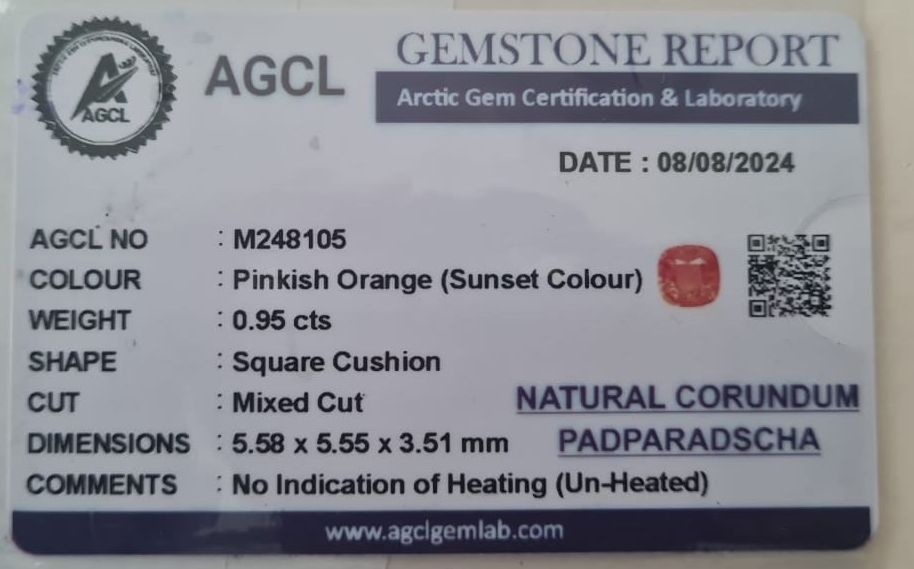 AGCL
AGCL
GEMSTONE REPORT
Arctic Gem Certification & Laboratory
DATE : 08/08/2024
AGCL NO : M248105
COLOUR : Pinkish Orange (Sunset Colour)
WEIGHT : 0.95 cts
SHAPE : Square Cushion
CUT : Mixed Cut
DIMENSIONS : 5.58 x 5.55 x 3.51 mm
COMMENTS : No Indication of Heating (Un-Heated)
NATURAL CORUNDUM
PADPARADSCHA
www.agclgemlab.com